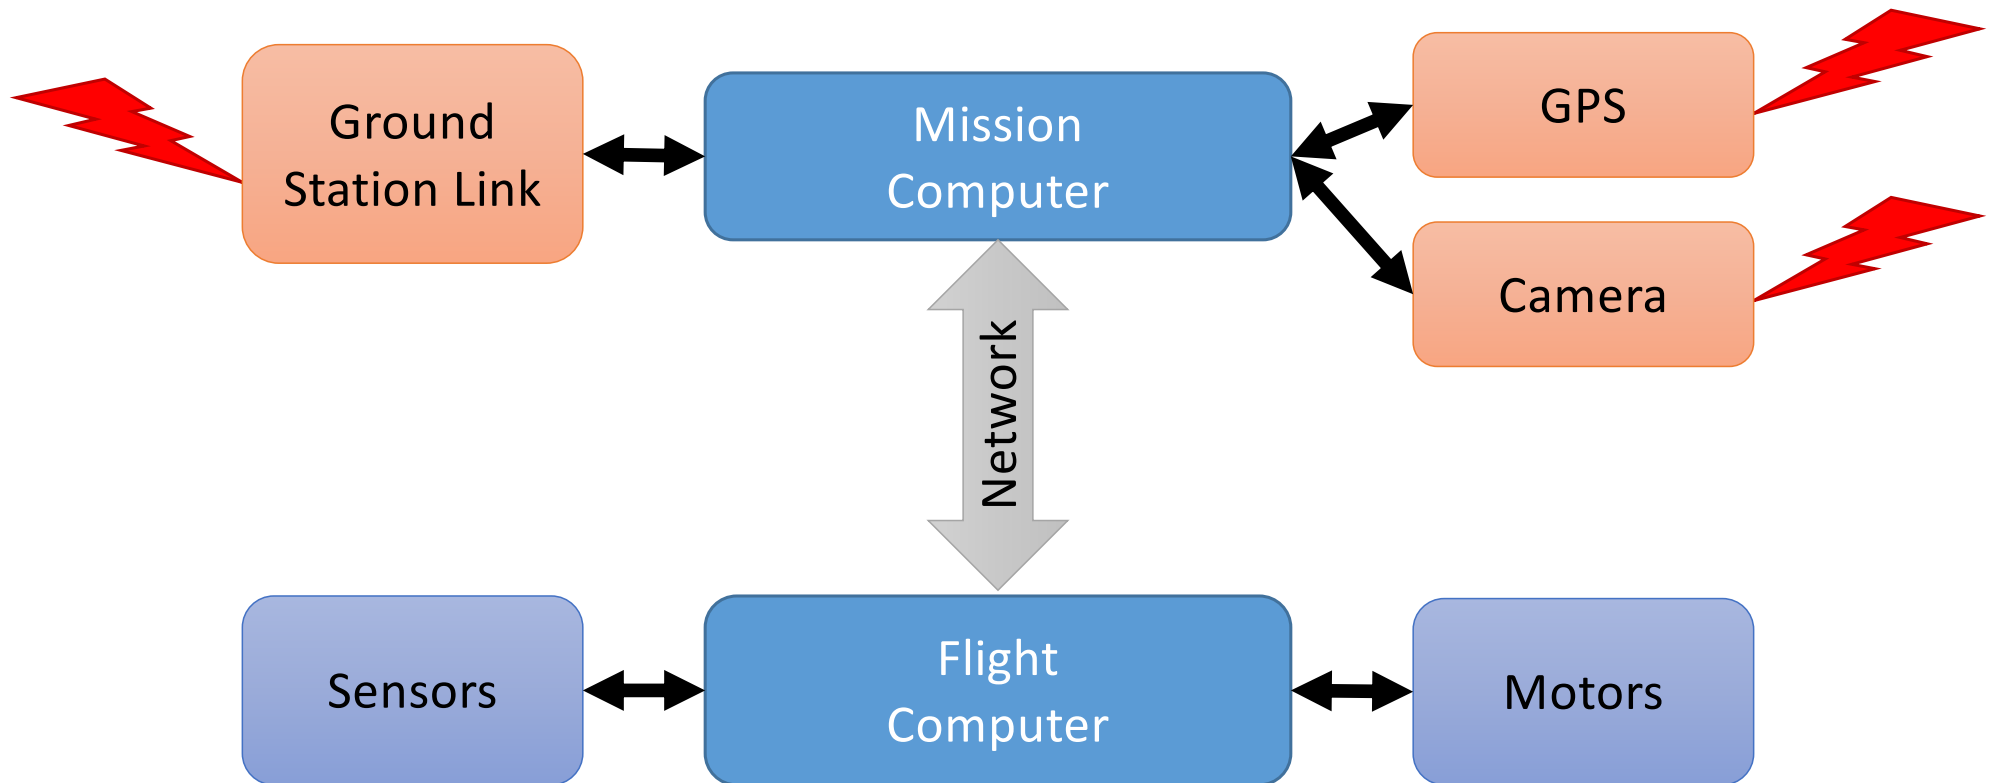 Ground
Station Link
Mission
Computer
GPS
Camera
Network
Sensors
Flight
Computer
Motors